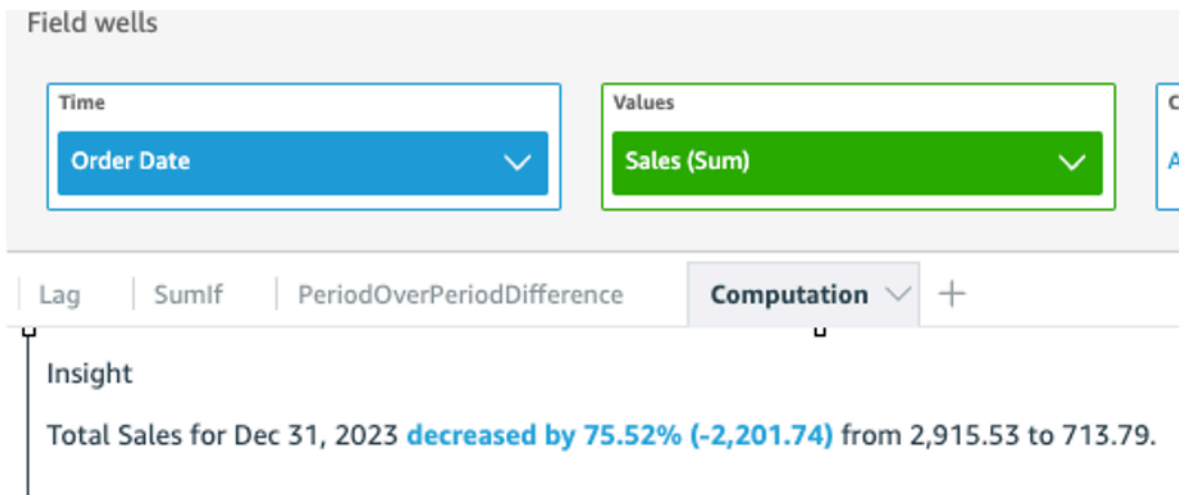 Field wells
Time
Values
C
Order Date
Sales (Sum)
A
Lag
SumIf
PeriodOverPeriodDifference
Computation
Insight
Total Sales for Dec 31, 2023 decreased by 75.52% (-2,201.74) from 2,915.53 to 713.79.